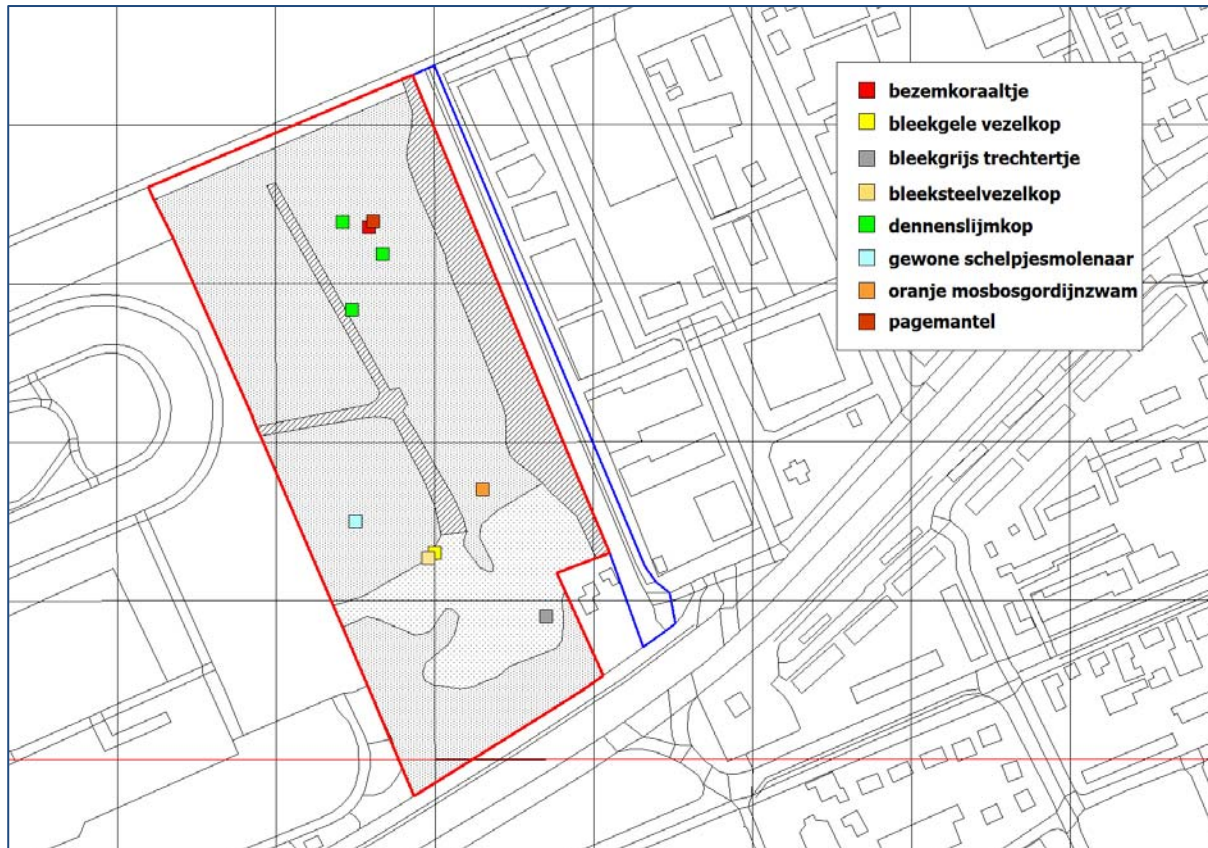 bezemkoraaltje
bleekgele vezelkop
bleekgrijs trechtertje
bleeksteelvezelkop
dennenslijmkop
gewone schelpjesmolenaar
oranje mosbosgordijnzwam
pagemantel